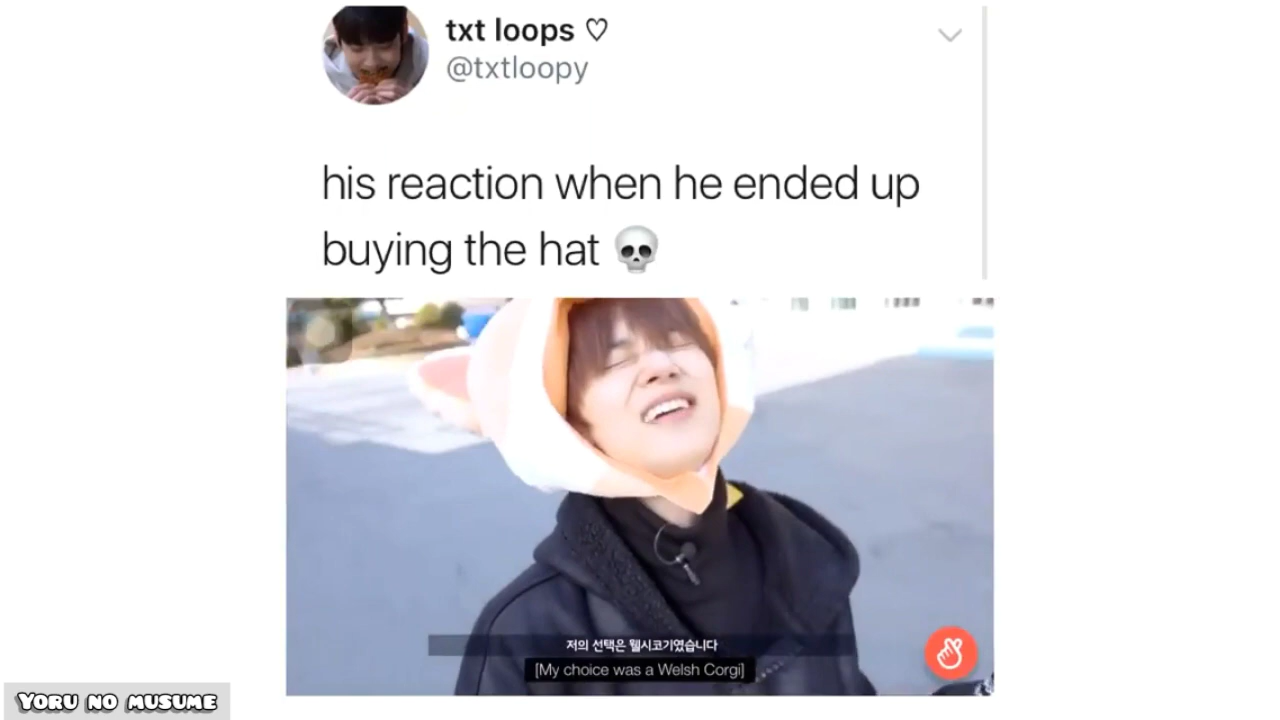 txt loops ♡
@txtloopy
his reaction when he ended up
buying the hat 💀
저의 선택은 웰시코기였습니다
[My choice was a Welsh Corgi]
YORU NO MUSUME